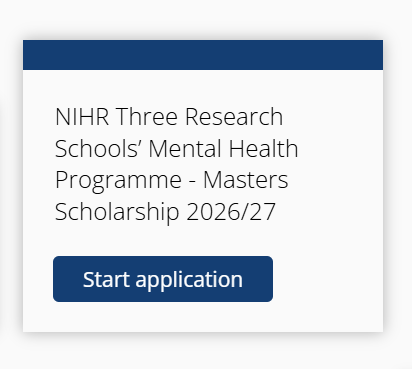 NIHR Three Research
Schools’ Mental Health
Programme - Masters
Scholarship 2026/27
Start application